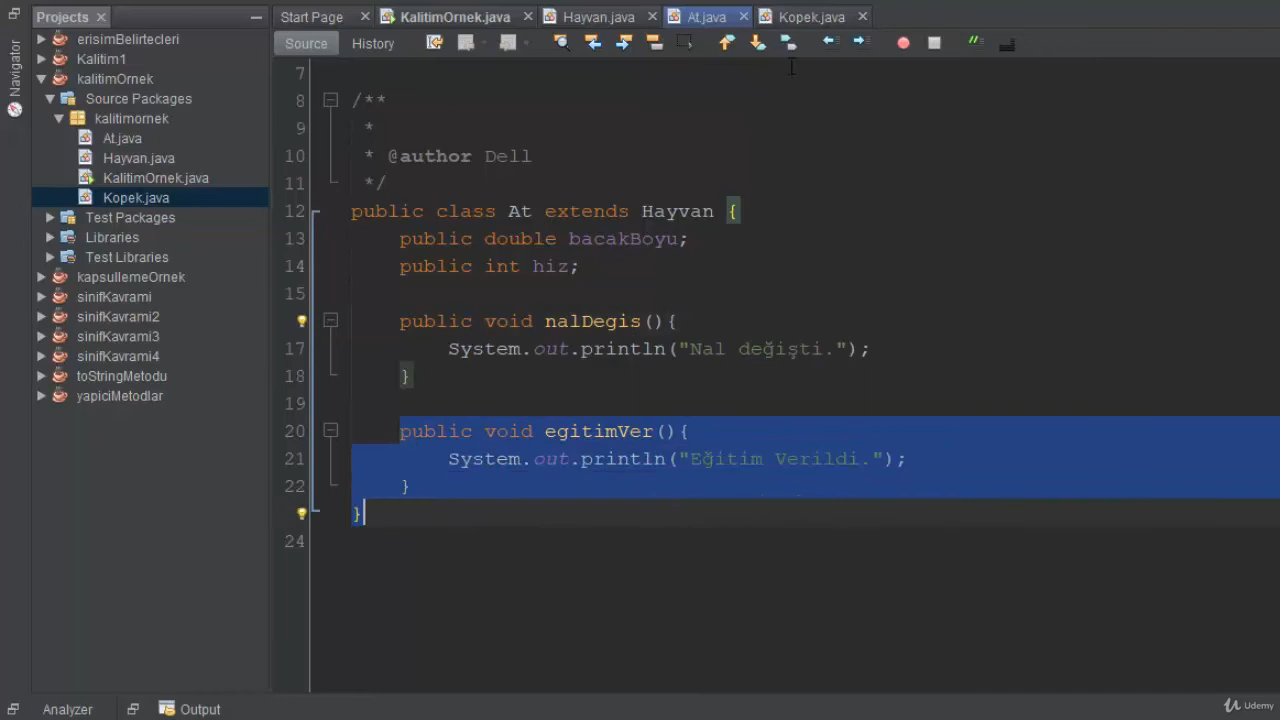 Projects
Start Page
KalitimOrnek.java
Hayvan.java
At.java
Kopek.java
Navigator
Source
History
erisimBelirtecleri
Kalitim1
kalitimOrnek
Source Packages
kalitimornek
At.java
Hayvan.java
KalitimOrnek.java
Kopek.java
Test Packages
Libraries
Test Libraries
kapsullemeOrnek
sinifKavrami
sinifKavrami2
sinifKavrami3
sinifKavrami4
toStringMetodu
yapiciMetodlar
7
8 /**
9 *
10 * @author Dell
11 */
12 public class At extends Hayvan {
13 public double bacakBoyu;
14 public int hiz;
15
public void nalDegis(){
17 System.out.println("Nal değişti.");
18 }
19
20 public void egitimVer(){
21 System.out.println("Eğitim Verildi.");
22 }
}
24
Analyzer
Output
Udemy